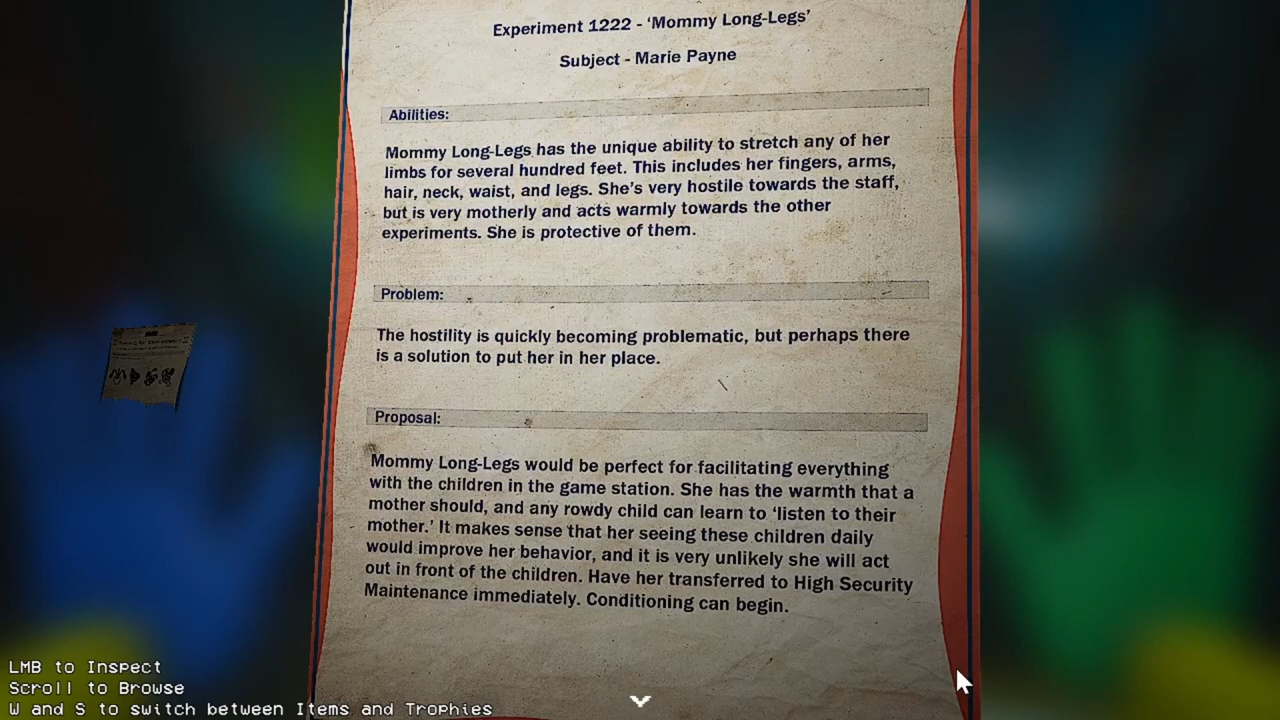 Experiment 1222 - ‘Mommy Long-Legs’
Subject - Marie Payne
Abilities:
Mommy Long-Legs has the unique ability to stretch any of her
limbs for several hundred feet. This includes her fingers, arms,
hair, neck, waist, and legs. She's very hostile towards the staff,
but is very motherly and acts warmly towards the other
experiments. She is protective of them.
Problem:
The hostility is quickly becoming problematic, but perhaps there
is a solution to put her in her place.
Proposal:
Mommy Long-Legs would be perfect for facilitating everything
with the children in the game station. She has the warmth that a
mother should, and any rowdy child can learn to ‘listen to their
mother.’ It makes sense that her seeing these children daily
would improve her behavior, and it is very unlikely she will act
out in front of the children. Have her transferred to High Security
Maintenance immediately. Conditioning can begin.
LMB to Inspect
Scroll to Browse
W and S to switch between Items and Trophies